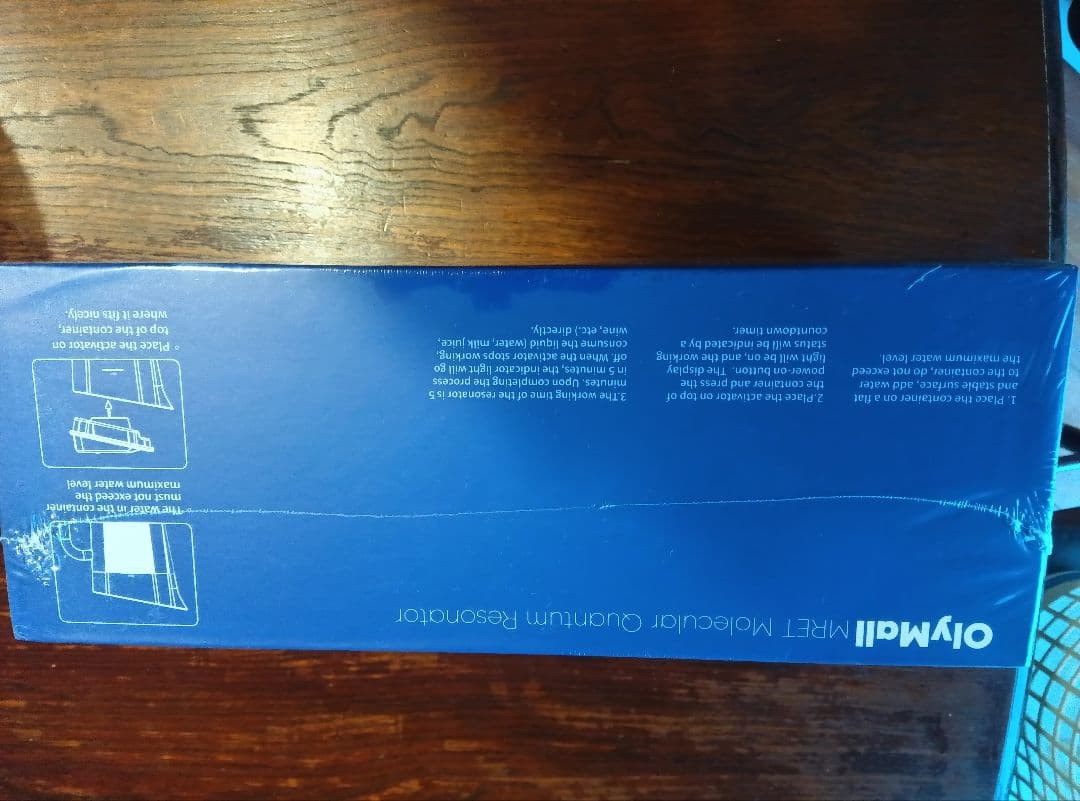 OlyMall MRET Molecular Quantum Resonator
1. Place the container on a flat
and stable surface, add water
to the container, do not exceed
the maximum water level.
2.Place the activator on top of
the container and press the
power-on button. The display
light will be on, and the working
status will be indicated by a
countdown timer.
3.The working time of the resonator is 5
minutes. Upon completing the process
in 5 minutes, the indicator light will go
off. When the activator stops working,
consume the liquid (water, milk, juice,
wine, etc.) directly.
The water in the container
must not exceed the
maximum water level
° Place the activator on
top of the container,
where it fits nicely.